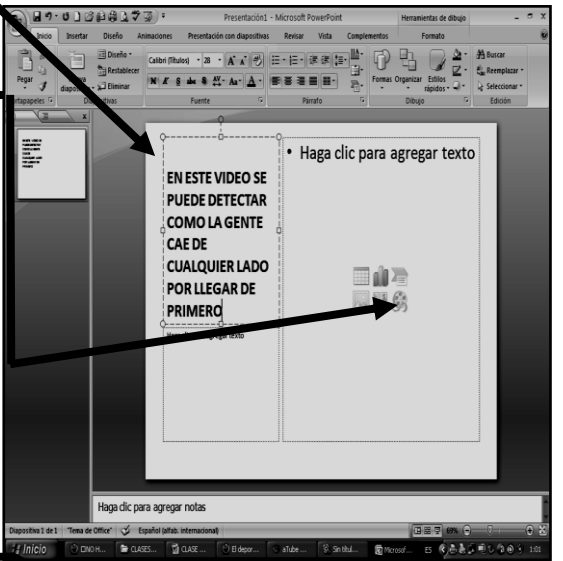 Presentación1 - Microsoft PowerPoint
Herramientas de dibujo
Inicio Insertar Diseño Animaciones Presentación con diapositivas Revisar Vista Complementos Formato
Pegar
Diseño
Restablecer
Eliminar
Calibri (Títulos) 28
Formas Organizar Estilos rápidos
Buscar
Reemplazar
Seleccionar
Fuente Párrafo Dibujo Edición
EN ESTE VIDEO SE
PUEDE DETECTAR
COMO LA GENTE
CAE DE
CUALQUIER LADO
POR LLEGAR DE
PRIMERO
• Haga clic para agregar texto
Haga clic para agregar notas
Diapositiva 1 de 1 "Tema de Office" Español (alfab. internacional) 69%
Inicio CLASES... CLASE ... El depor... aTube ... Sin títul... Microsof... ES 1:01